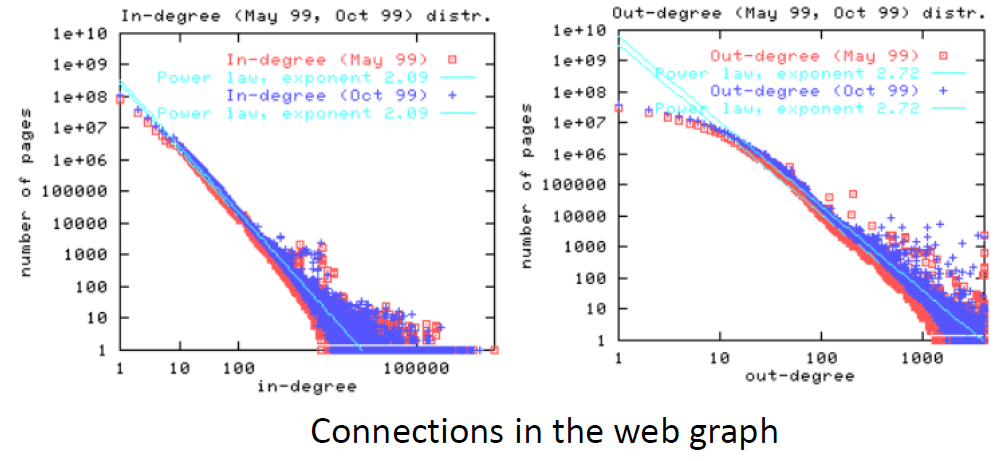 In-degree (May 99, Oct 99) distr.
1e+10
1e+09
1e+08
1e+07
1e+06
100000
10000
1000
100
10
1
number of pages
In-degree (May 99)
Power law, exponent 2.09
In-degree (Oct 99)
Power law, exponent 2.09
1 10 100 100000
in-degree
Out-degree (May 99, Oct 99) distr.
1e+10
1e+09
1e+08
1e+07
1e+06
100000
10000
1000
100
10
1
number of pages
Out-degree (May 99)
Power law, exponent 2.72
Out-degree (Oct 99)
Power law, exponent 2.72
1 10 100 1000
out-degree
Connections in the web graph